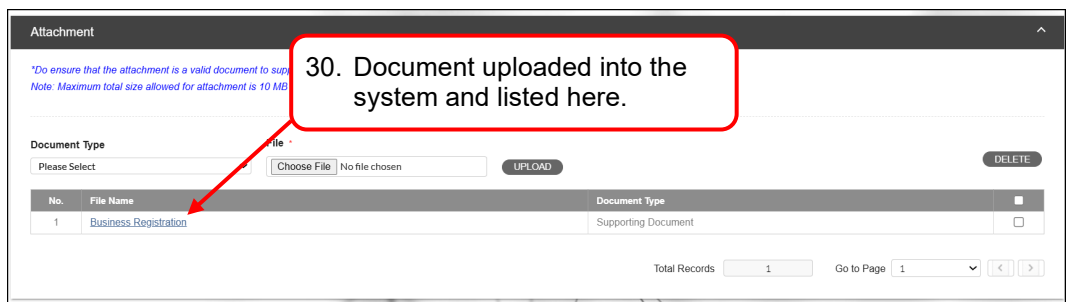 Attachment
*Do ensure that the attachment is a valid document to
Note: Maximum total size allowed for attachment is 10 MB
30. Document uploaded into the
system and listed here.
Document Type
File *
Please Select
Choose File No file chosen
UPLOAD
DELETE
No. File Name Document Type
1 Business Registration Supporting Document
Total Records 1 Go to Page 1 < >